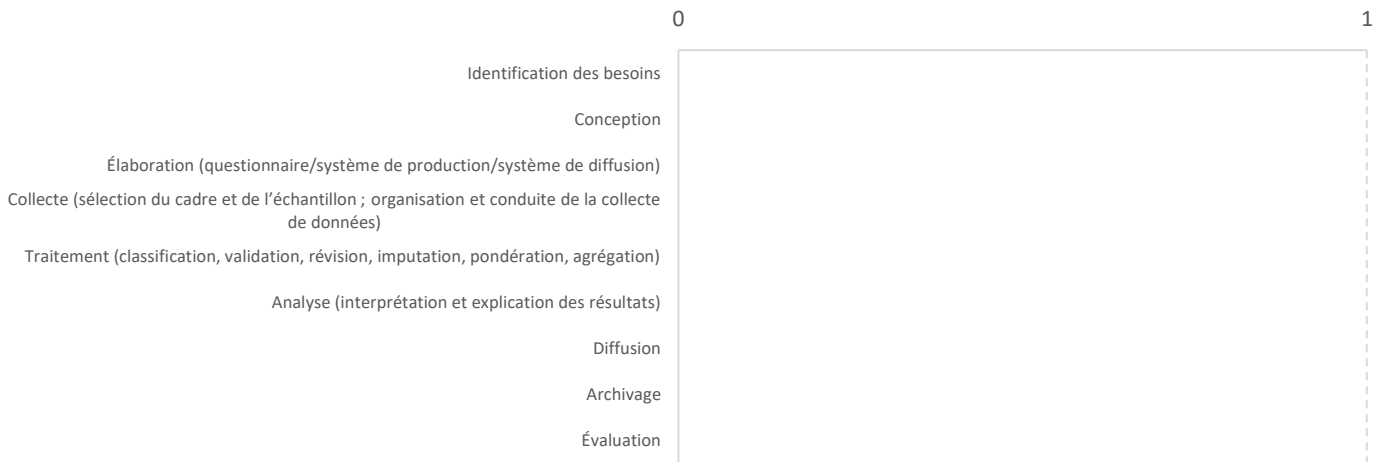 0 1
Identification des besoins
Conception
Élaboration (questionnaire/système de production/système de diffusion)
Collecte (sélection du cadre et de l’échantillon ; organisation et conduite de la collecte
de données)
Traitement (classification, validation, révision, imputation, pondération, agrégation)
Analyse (interprétation et explication des résultats)
Diffusion
Archivage
Évaluation